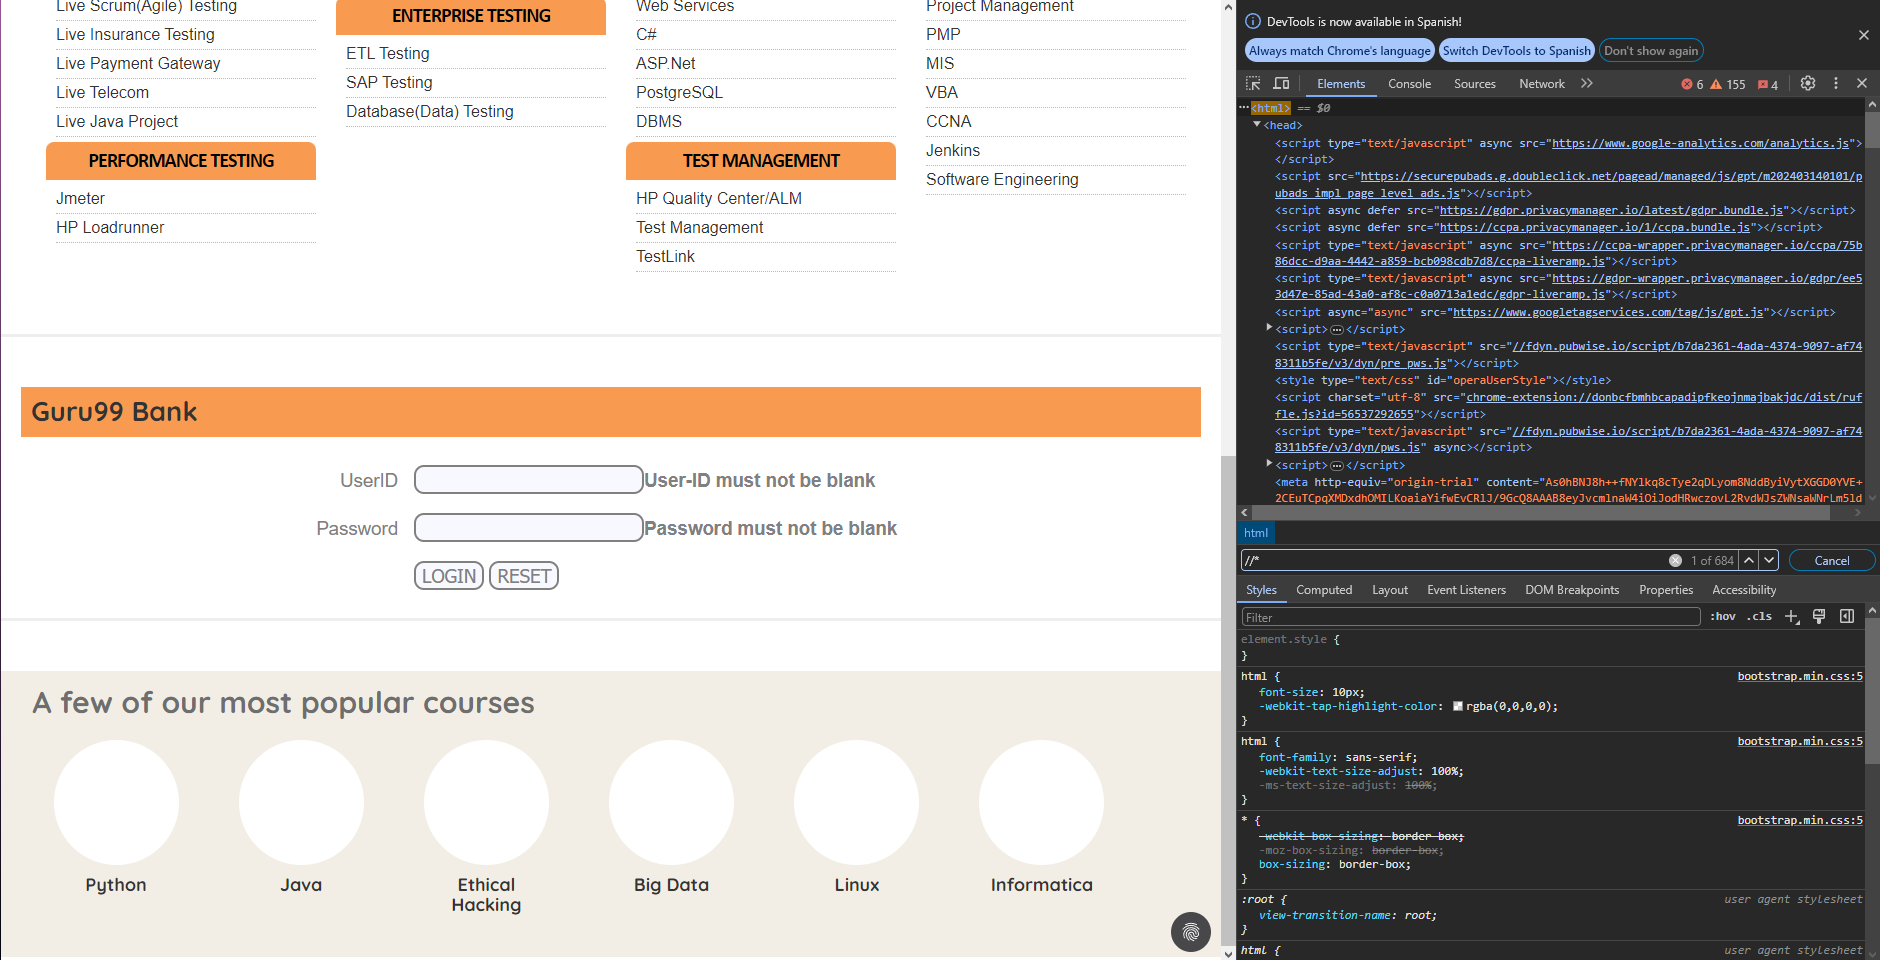 Live Scrum(Agile) Testing
Live Insurance Testing
Live Payment Gateway
Live Telecom
Live Java Project
PERFORMANCE TESTING
Jmeter
HP Loadrunner
ENTERPRISE TESTING
ETL Testing
SAP Testing
Database(Data) Testing
Web Services
C#
ASP.Net
PostgreSQL
DBMS
TEST MANAGEMENT
HP Quality Center/ALM
Test Management
TestLink
Project Management
PMP
MIS
VBA
CCNA
Jenkins
Software Engineering
Guru99 Bank
UserID User-ID must not be blank
Password Password must not be blank
LOGIN RESET
A few of our most popular courses
Python
Java
Ethical
Hacking
Big Data
Linux
Informatica
DevTools is now available in Spanish!
Always match Chrome's language Switch DevTools to Spanish Don't show again
Elements Console Sources Network 6 155 4
<html> == $0
<head>
<script type="text/javascript" async src="https://www.google-analytics.com/analytics.js">
</script>
<script src="https://securepubads.g.doubleclick.net/pagead/managed/js/gpt/m202403140101/p
ubads_impl_page_level_ads.js"></script>
<script async defer src="https://gdpr.privacymanager.io/latest/gdpr.bundle.js"></script>
<script async defer src="https://ccpa.privacymanager.io/1/ccpa.bundle.js"></script>
<script type="text/javascript" async src="https://ccpa-wrapper.privacymanager.io/ccpa/75b
86dcc-d9aa-4442-a859-bcb098cdb7d8/ccpa-liveramp.js"></script>
<script type="text/javascript" async src="https://gdpr-wrapper.privacymanager.io/gdpr/ee5
3d47e-85ad-43a0-af8c-c0a0713a1edc/gdpr-liveramp.js"></script>
<script async="async" src="https://www.googletagservices.com/tag/js/gpt.js"></script>
<script>…</script>
<script type="text/javascript" src="//fdyn.pubwise.io/script/b7da2361-4ada-4374-9097-af74
8311b5fe/v3/dyn/pre_pws.js"></script>
<style type="text/css" id="operaUserStyle"></style>
<script charset="utf-8" src="chrome-extension://donbcfbmhbcapadipfkeojnmajbakjdc/dist/ruf
fle.js?id=56537292655"></script>
<script type="text/javascript" src="//fdyn.pubwise.io/script/b7da2361-4ada-4374-9097-af74
8311b5fe/v3/dyn/pws.js" async></script>
<script>…</script>
<meta http-equiv="origin-trial" content="
html
//* 1 of 684 Cancel
Styles Computed Layout Event Listeners DOM Breakpoints Properties Accessibility
Filter :hov .cls
element.style {
}
html { bootstrap.min.css:5
font-size: 10px;
-webkit-tap-highlight-color: rgba(0,0,0,0);
}
html { bootstrap.min.css:5
font-family: sans-serif;
-webkit-text-size-adjust: 100%;
-ms-text-size-adjust: 100%;
}
* { bootstrap.min.css:5
-webkit-box-sizing: border-box;
-moz-box-sizing: border-box;
box-sizing: border-box;
}
:root { user agent stylesheet
view-transition-name: root;
}
html { user agent stylesheet